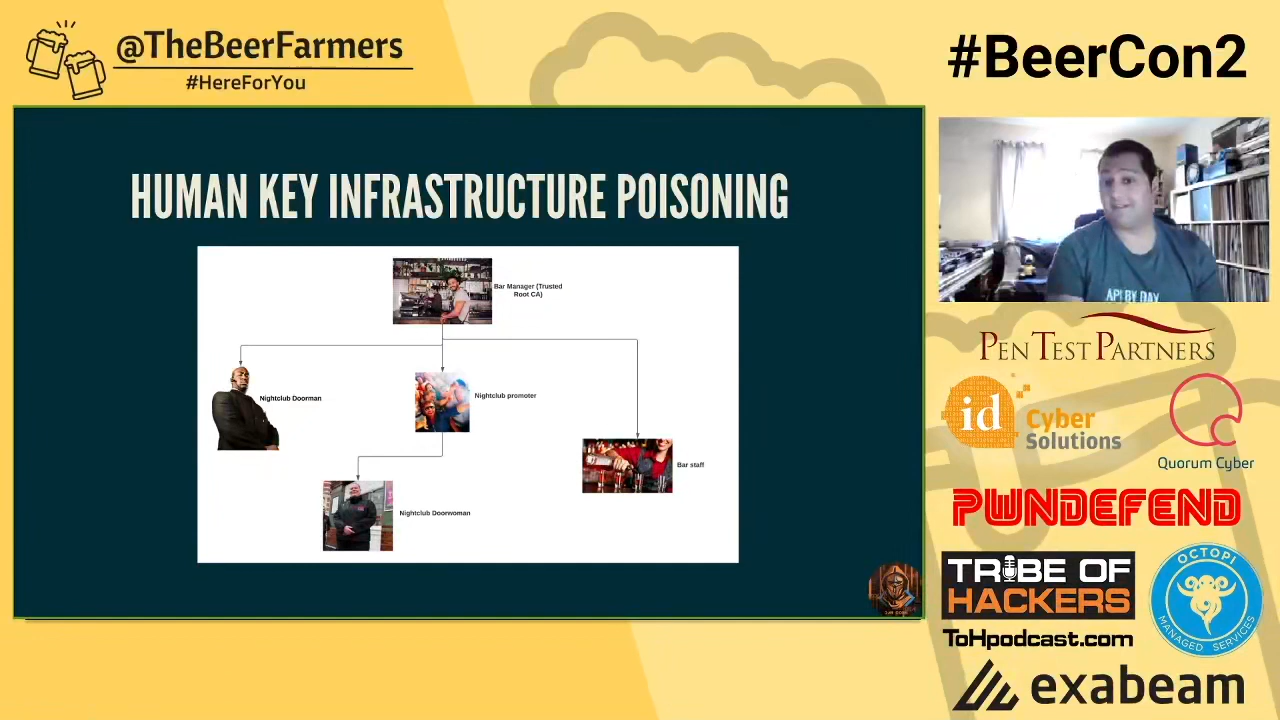 @TheBeerFarmers
#HereForYou
#BeerCon2
HUMAN KEY INFRASTRUCTURE POISONING
Bar Manager (Trusted
Root CA)
Nightclub Doorman
Nightclub promoter
Bar staff
Nightclub Doorwoman
APP BY DAY
PEN TEST PARTNERS
id Cyber
Solutions
Quorum Cyber
PWNDEFEND
TRIBE OF
HACKERS
ToHpodcast.com
OCTOPI
MANAGED SERVICES
exabeam